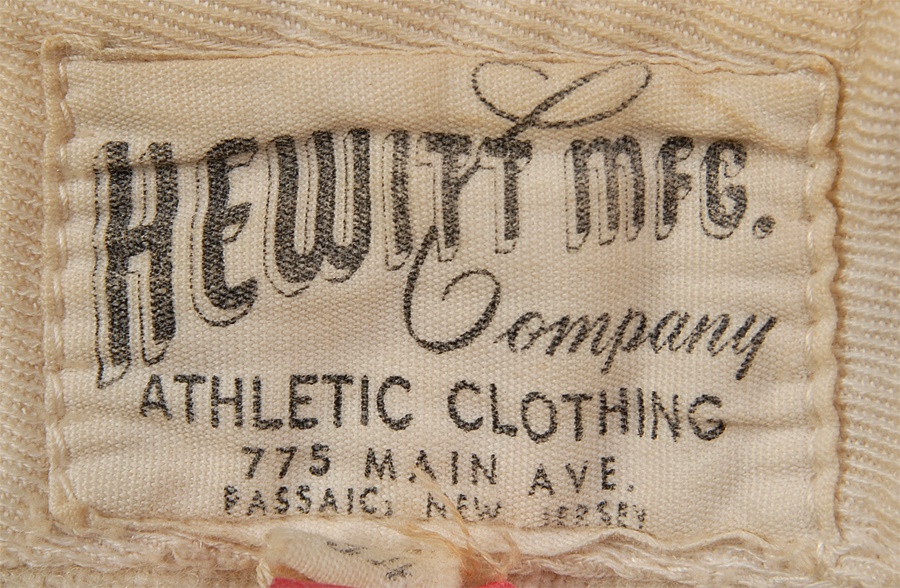 HEWITT MFG.
Company
ATHLETIC CLOTHING
775 MAIN AVE.
PASSAIC, NEW JERSEY